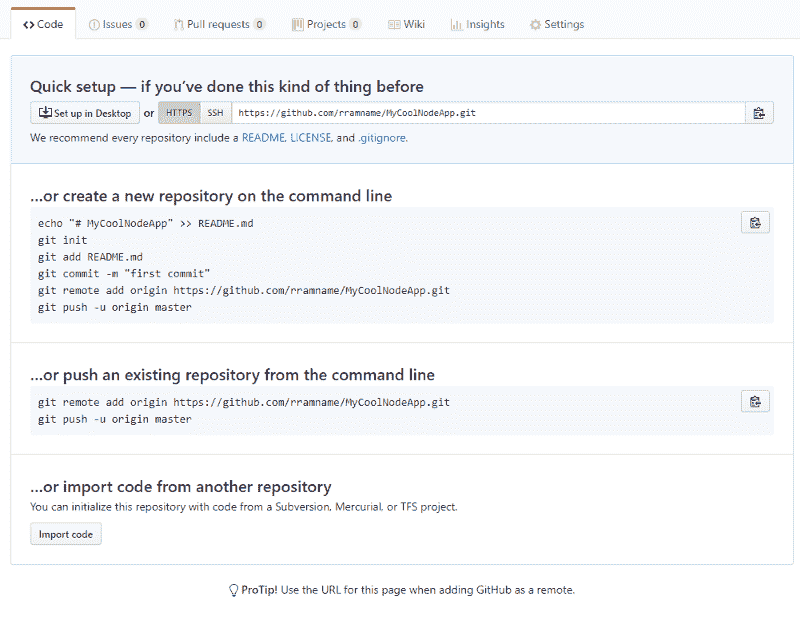 Code Issues 0 Pull requests 0 Projects 0 Wiki Insights Settings
Quick setup — if you've done this kind of thing before
Set up in Desktop or HTTPS SSH https://github.com/rramname/MyCoolNodeApp.git
We recommend every repository include a README, LICENSE, and .gitignore.
...or create a new repository on the command line
echo "# MyCoolNodeApp" >> README.md
git init
git add README.md
git commit -m "first commit"
git remote add origin https://github.com/rramname/MyCoolNodeApp.git
git push -u origin master
...or push an existing repository from the command line
git remote add origin https://github.com/rramname/MyCoolNodeApp.git
git push -u origin master
...or import code from another repository
You can initialize this repository with code from a Subversion, Mercurial, or TFS project.
Import code
ProTip! Use the URL for this page when adding GitHub as a remote.